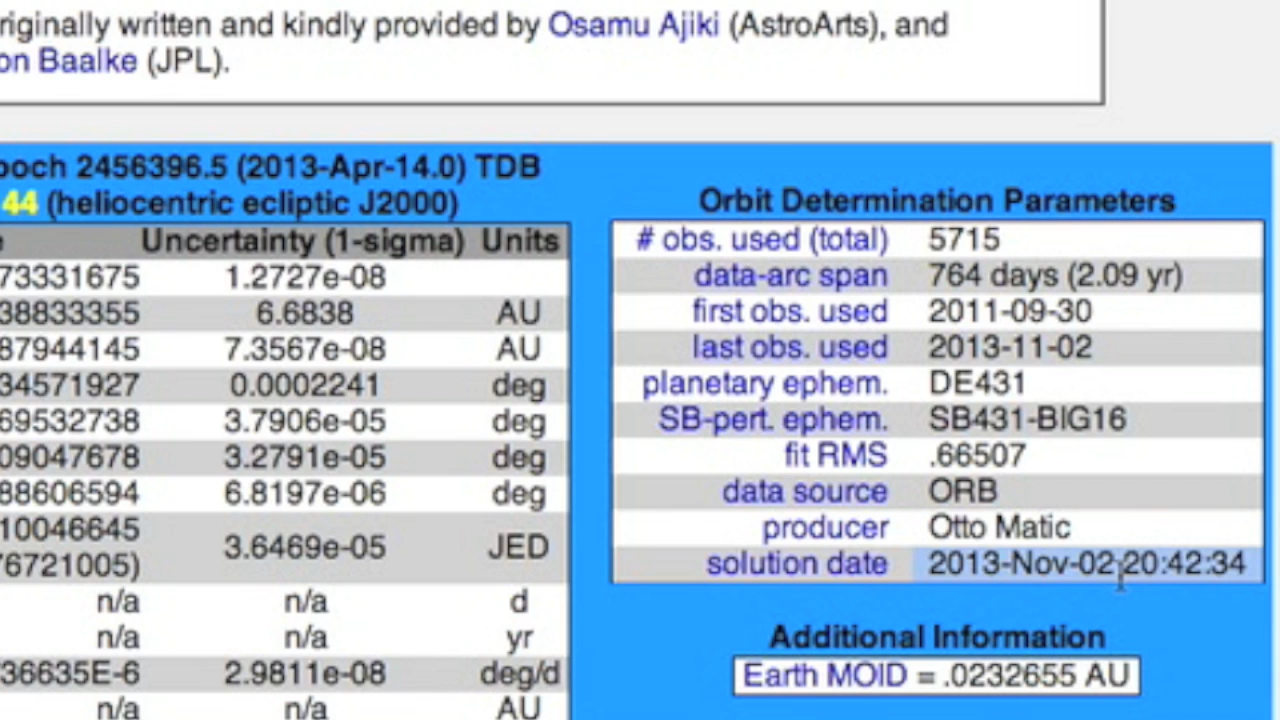 riginally written and kindly provided by Osamu Ajiki (AstroArts), and
on Baalke (JPL).
poch 2456396.5 (2013-Apr-14.0) TDB
44 (heliocentric ecliptic J2000)
e Uncertainty (1-sigma) Units
73331675 1.2727e-08
38833355 6.6838 AU
87944145 7.3567e-08 AU
34571927 0.0002241 deg
69532738 3.7906e-05 deg
09047678 3.2791e-05 deg
88606594 6.8197e-06 deg
10046645
76721005) 3.6469e-05 JED
n/a n/a d
n/a n/a yr
36635E-6 2.9811e-08 deg/d
n/a n/a AU
Orbit Determination Parameters
# obs. used (total) 5715
data-arc span 764 days (2.09 yr)
first obs. used 2011-09-30
last obs. used 2013-11-02
planetary ephem. DE431
SB-pert. ephem. SB431-BIG16
fit RMS .66507
data source ORB
producer Otto Matic
solution date 2013-Nov-02 20:42:34
Additional Information
Earth MOID = .0232655 AU